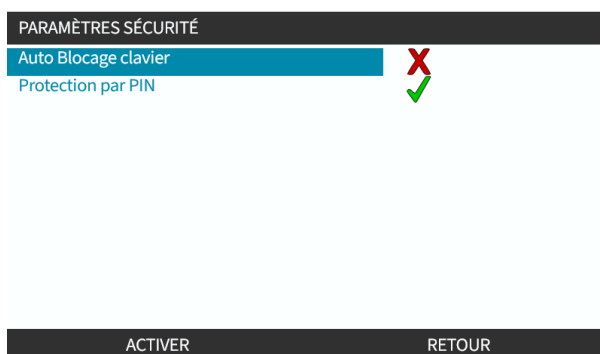 PARAMÈTRES SÉCURITÉ
Auto Blocage clavier
Protection par PIN
ACTIVER RETOUR